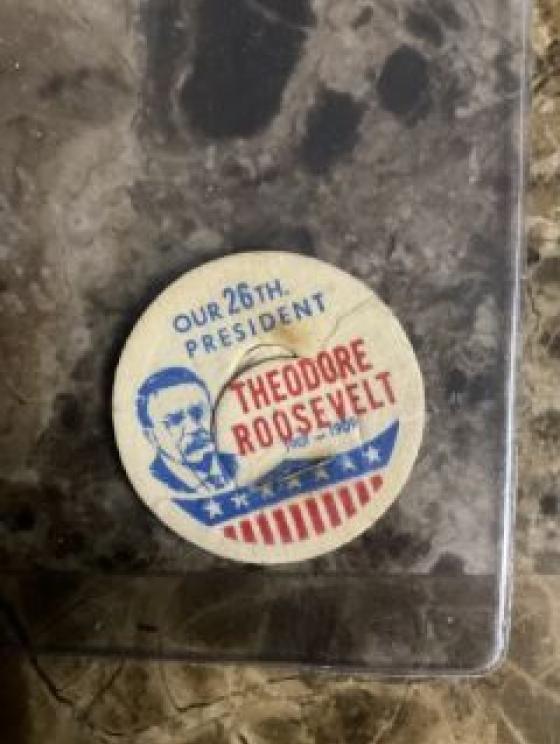 OUR 26TH.
PRESIDENT
THEODORE
ROOSEVELT
1901 - 1909